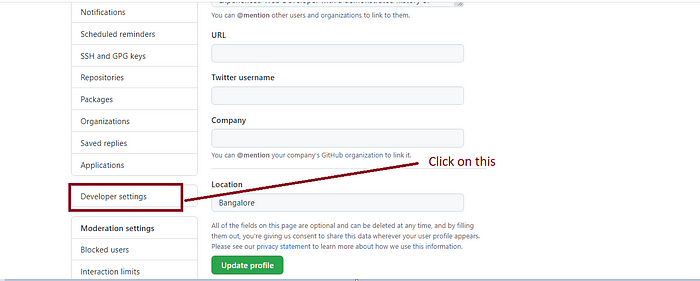 Notifications
Scheduled reminders
SSH and GPG keys
Repositories
Packages
Organizations
Saved replies
Applications
Developer settings
Moderation settings
Blocked users
Interaction limits
You can @mention other users and organizations to link to them.
URL
Twitter username
Company
You can @mention your company's GitHub organization to link it.
Click on this
Location
Bangalore
All of the fields on this page are optional and can be deleted at any time, and by filling
them out, you're giving us consent to share this data wherever your user profile appears.
Please see our privacy statement to learn more about how we use this information.
Update profile